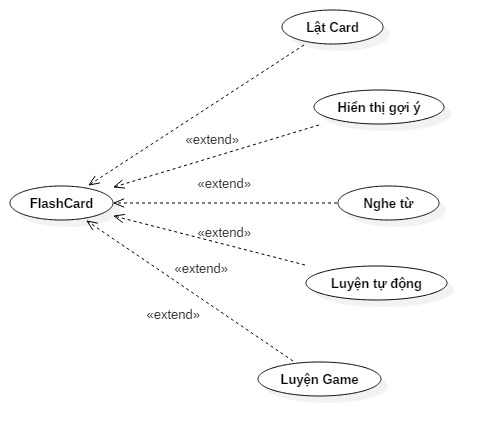 Lật Card
Hiển thị gợi ý
«extend»
«extend»
FlashCard
Nghe từ
«extend»
«extend»
Luyện tự động
«extend»
Luyện Game